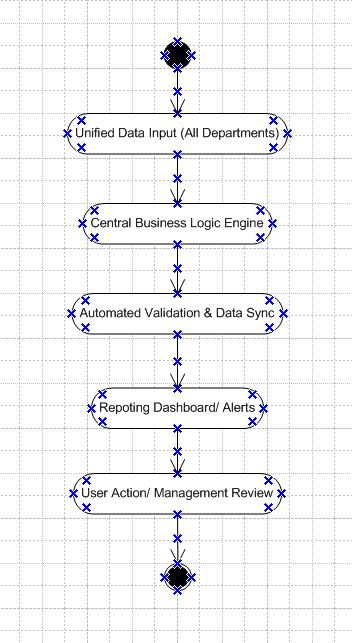 Unified Data Input (All Departments)
Central Business Logic Engine
Automated Validation & Data Sync
Repoting Dashboard/ Alerts
User Action/ Management Review